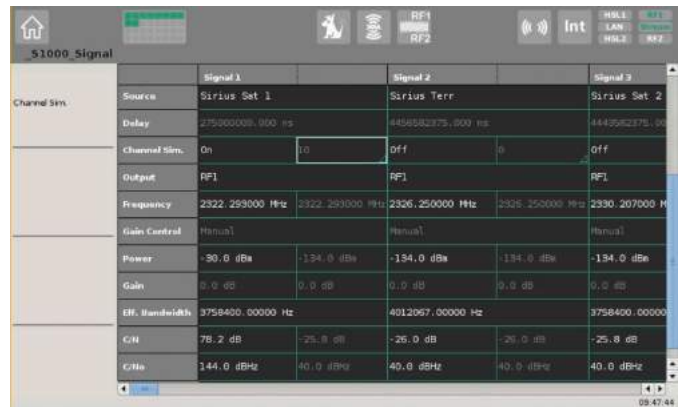 RF1
RF2
Int
HSL1 RF1
LAN Stream
HSL2 RF2
_S1000_Signal
Channel Sim.
Signal 1 Signal 2 Signal 3
Source Sirius Sat 1 Sirius Terr Sirius Sat 2
Delay 275000000.000 ns 4456502375.000 ns
Channel Sim. On 10 Off 0 Off
Output RF1 RF1 RF1
Frequency 2322.293000 MHz 2322.293000 MHz 2326.250000 MHz 2326.250000 MHz 2330.207000 M
Gain Control Manual Manual Manual
Power -30.0 dBm -134.0 dBm -134.0 dBm -134.0 dBm -134.0 dBm
Gain 0.0 dB 0.0 dB 0.0 dB 0.0 dB 0.0 dB
Eff. Bandwidth 3758400.00000 Hz 4012067.00000 Hz 3758400.00000
C/N 78.2 dB -25.8 dB -26.0 dB -26.0 dB -25.8 dB
C/No 144.0 dBHz 40.0 dBHz 40.0 dBHz 40.0 dBHz 40.0 dBHz
09:47:44